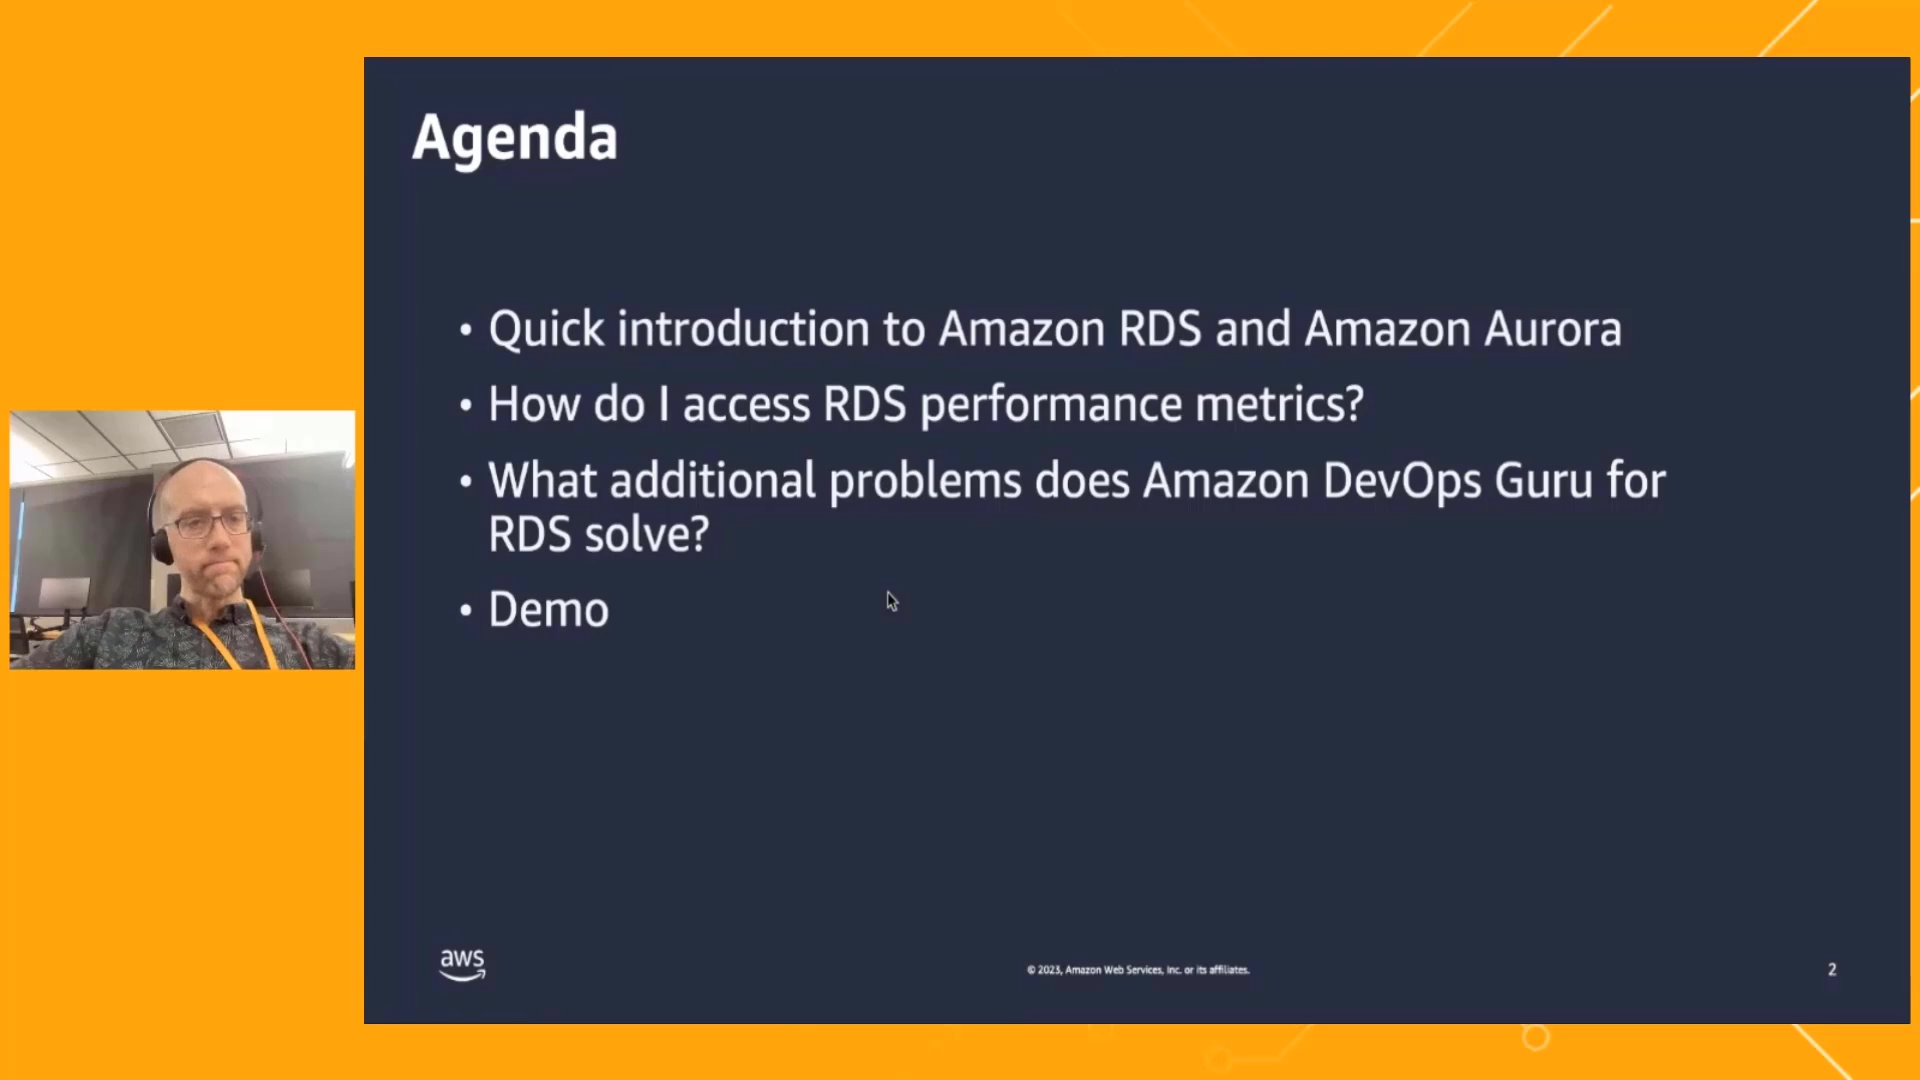 Agenda
• Quick introduction to Amazon RDS and Amazon Aurora
• How do I access RDS performance metrics?
• What additional problems does Amazon DevOps Guru for
RDS solve?
• Demo
aws
© 2023, Amazon Web Services, Inc. or its affiliates.
2